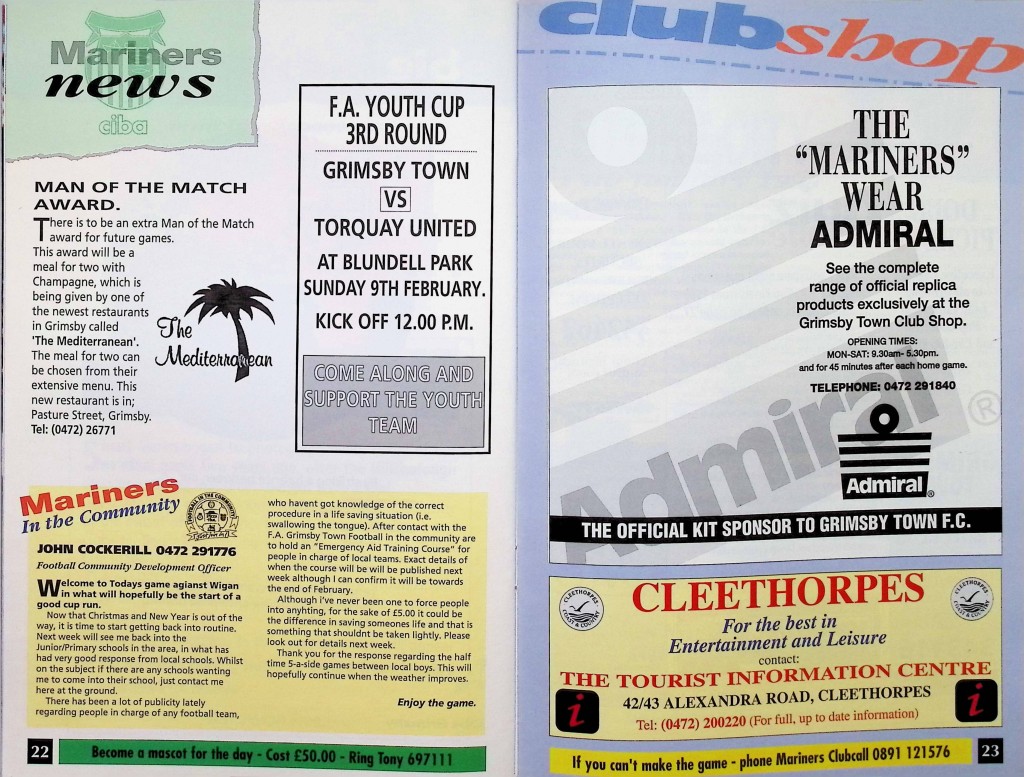 Mariners
news
ciba
MAN OF THE MATCH
AWARD.
There is to be an extra Man of the Match
award for future games.
This award will be a
meal for two with
Champagne, which is
being given by one of
the newest restaurants
in Grimsby called
'The Mediterranean'.
The meal for two can
be chosen from their
extensive menu. This
new restaurant is in;
Pasture Street, Grimsby.
Tel: (0472) 26771
The
Mediterranean
F.A. YOUTH CUP
3RD ROUND
GRIMSBY TOWN
VS
TORQUAY UNITED
AT BLUNDELL PARK
SUNDAY 9TH FEBRUARY.
KICK OFF 12.00 P.M.
COME ALONG AND
SUPPORT THE YOUTH
TEAM
Mariners
In the Community
FOOTBALL IN THE COMMUNITY
JOHN COCKERILL 0472 291776
Football Community Development Officer
Welcome to Todays game agianst Wigan
in what will hopefully be the start of a
good cup run.
Now that Christmas and New Year is out of the
way, it is time to start getting back into routine.
Next week will see me back into the
Junior/Primary schools in the area, in what has
had very good response from local schools. Whilst
on the subject if there are any schools wanting
me to come into their school, just contact me
here at the ground.
There has been a lot of publicity lately
regarding people in charge of any football team,
who havent got knowledge of the correct
procedure in a life saving situation (i.e.
swallowing the tongue). After contact with the
F.A. Grimsby Town Football in the community are
to hold an "Emergency Aid Training Course" for
people in charge of local teams. Exact details of
when the course will be will be published next
week although I can confirm it will be towards
the end of February.
Although I've never been one to force people
into anyhting, for the sake of £5.00 it could be
the difference in saving someones life and that is
something that shouldnt be taken lightly. Please
look out for details next week.
Thank you for the response regarding the half
time 5-a-side games between local boys. This will
hopefully continue when the weather improves.
Enjoy the game.
22
Become a mascot for the day - Cost £50.00 - Ring Tony 697111
clubshop
THE
“MARINERS”
WEAR
ADMIRAL
See the complete
range of official replica
products exclusively at the
Grimsby Town Club Shop.
OPENING TIMES:
MON-SAT: 9.30am- 5.30pm.
and for 45 minutes after each home game.
TELEPHONE: 0472 291840
Admiral®
Admiral®
THE OFFICIAL KIT SPONSOR TO GRIMSBY TOWN F.C.
CLEETHORPES
COAST & COUNTRY
CLEETHORPES
CLEETHORPES
COAST & COUNTRY
For the best in
Entertainment and Leisure
contact:
THE TOURIST INFORMATION CENTRE
i
42/43 ALEXANDRA ROAD, CLEETHORPES
i
Tel: (0472) 200220 (For full, up to date information)
If you can't make the game - phone Mariners Clubcall 0891 121576
23